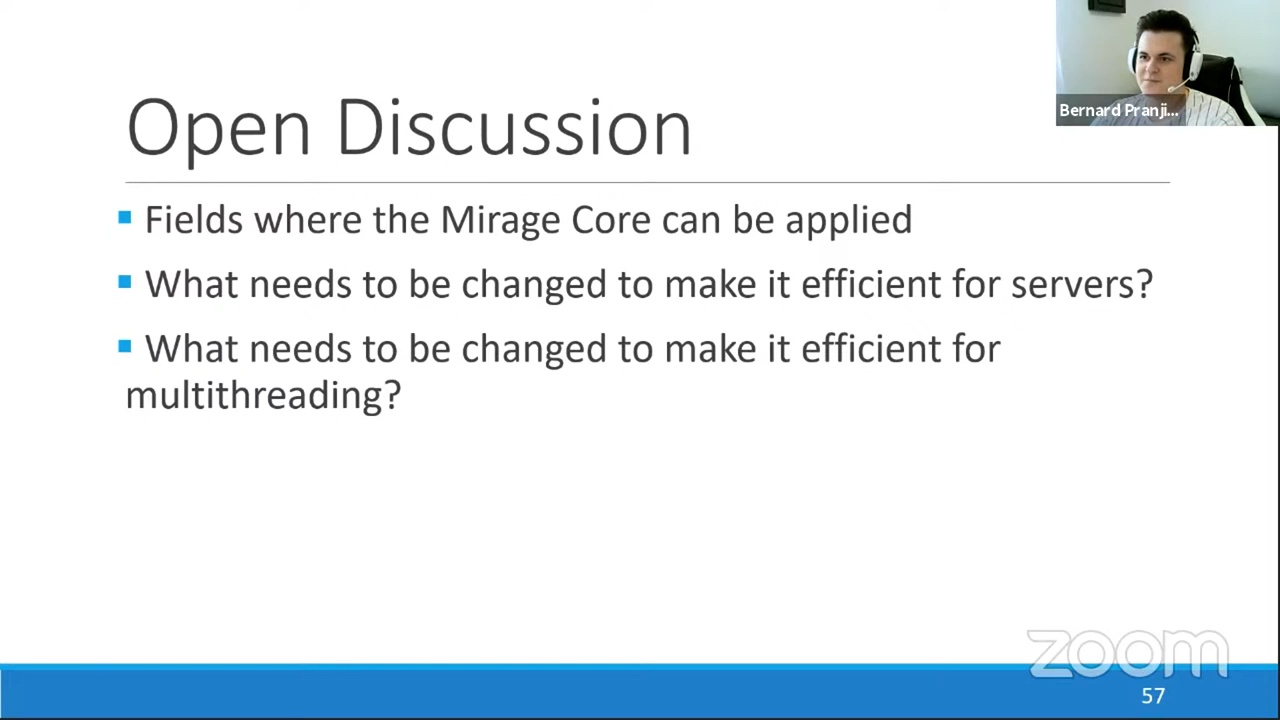 Bernard Pranji...
Open Discussion
Fields where the Mirage Core can be applied
What needs to be changed to make it efficient for servers?
What needs to be changed to make it efficient for
multithreading?
zoom
57